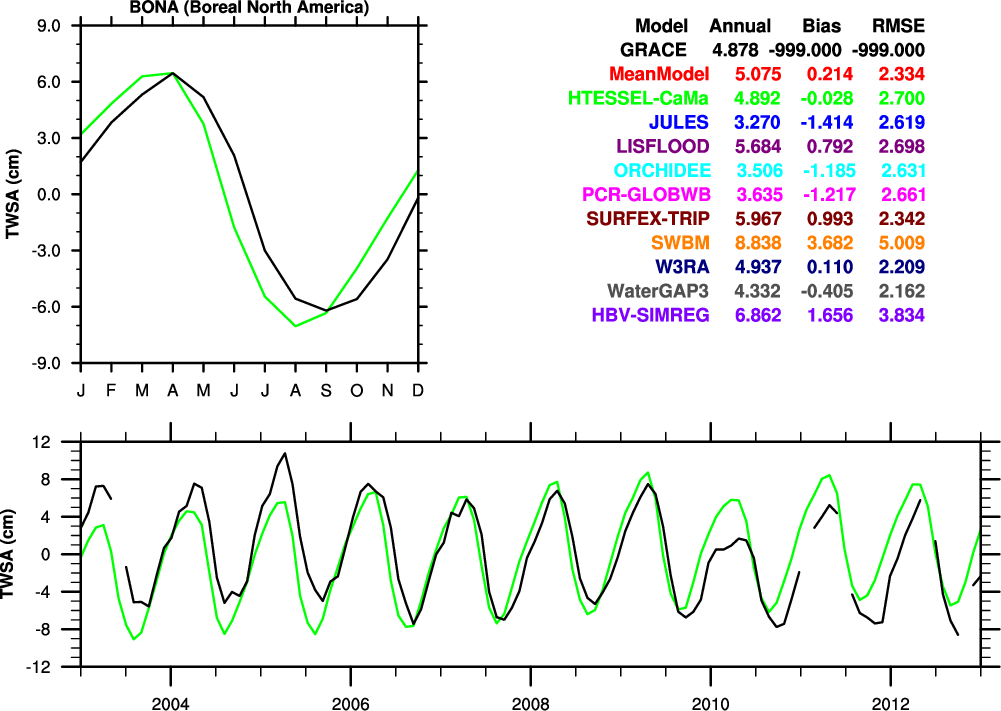 BONA (Boreal North America)
9.0
6.0
3.0
0.0
-3.0
-6.0
-9.0
TWSA (cm)
J F M A M J J A S O N D
Model Annual Bias RMSE
GRACE 4.878 -999.000 -999.000
MeanModel 5.075 0.214 2.334
HTESSEL-CaMa 4.892 -0.028 2.700
JULES 3.270 -1.414 2.619
LISFLOOD 5.684 0.792 2.698
ORCHIDEE 3.506 -1.185 2.631
PCR-GLOBWB 3.635 -1.217 2.661
SURFEX-TRIP 5.967 0.993 2.342
SWBM 8.838 3.682 5.009
W3RA 4.937 0.110 2.209
WaterGAP3 4.332 -0.405 2.162
HBV-SIMREG 6.862 1.656 3.834
12
8
4
0
-4
-8
-12
TWSA (cm)
2004 2006 2008 2010 2012